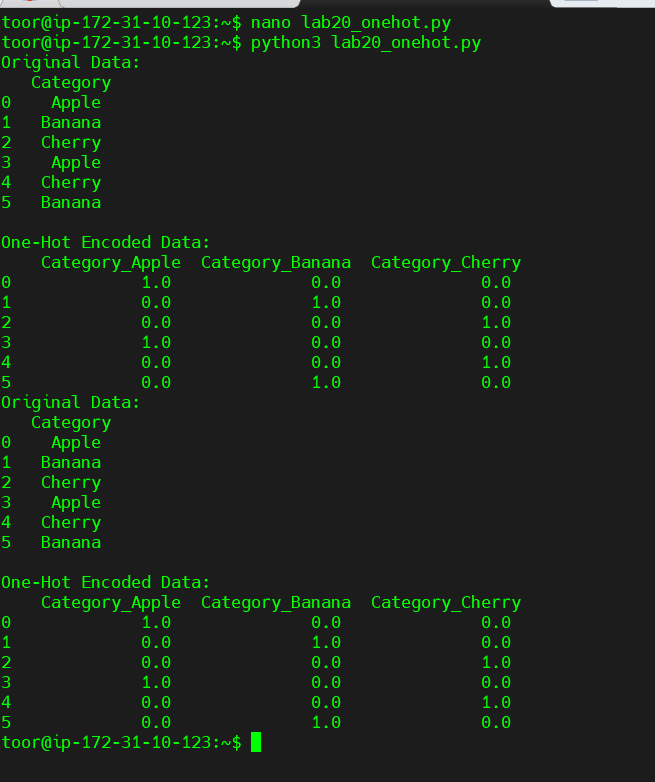 toor@ip-172-31-10-123:~$ nano lab20_onehot.py
toor@ip-172-31-10-123:~$ python3 lab20_onehot.py
Original Data:
   Category
0    Apple
1   Banana
2   Cherry
3    Apple
4   Cherry
5   Banana

One-Hot Encoded Data:
    Category_Apple  Category_Banana  Category_Cherry
0             1.0              0.0              0.0
1             0.0              1.0              0.0
2             0.0              0.0              1.0
3             1.0              0.0              0.0
4             0.0              0.0              1.0
5             0.0              1.0              0.0
Original Data:
   Category
0    Apple
1   Banana
2   Cherry
3    Apple
4   Cherry
5   Banana

One-Hot Encoded Data:
    Category_Apple  Category_Banana  Category_Cherry
0             1.0              0.0              0.0
1             0.0              1.0              0.0
2             0.0              0.0              1.0
3             1.0              0.0              0.0
4             0.0              0.0              1.0
5             0.0              1.0              0.0
toor@ip-172-31-10-123:~$